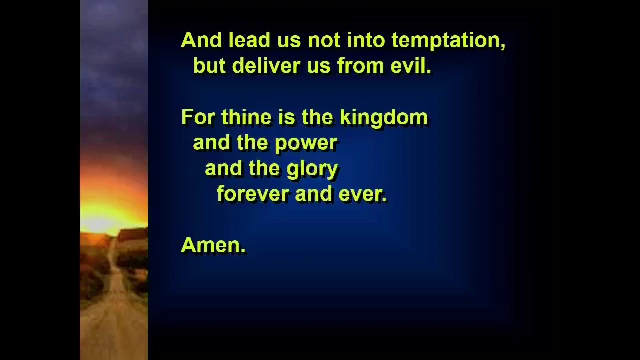 And lead us not into temptation,
but deliver us from evil.
For thine is the kingdom
and the power
and the glory
forever and ever.
Amen.